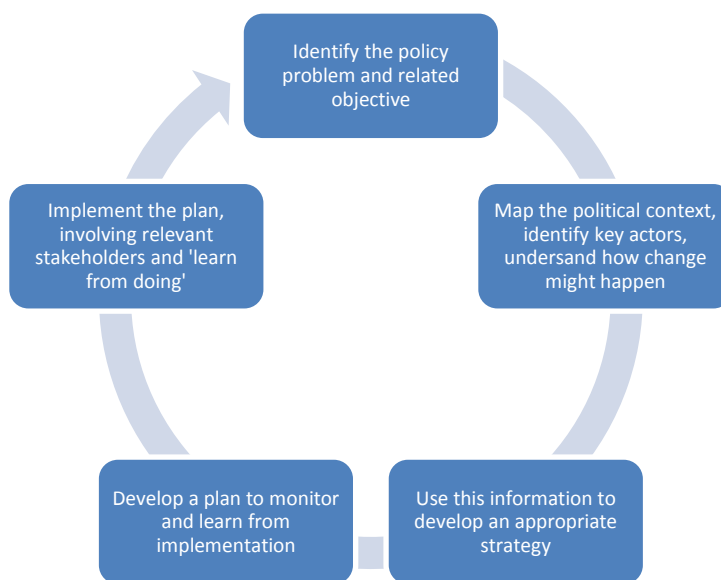 Identify the policy
problem and related
objective
Map the political context,
identify key actors,
undersand how change
might happen
Use this information to
develop an appropriate
strategy
Develop a plan to monitor
and learn from
implementation
Implement the plan,
involving relevant
stakeholders and 'learn
from doing'